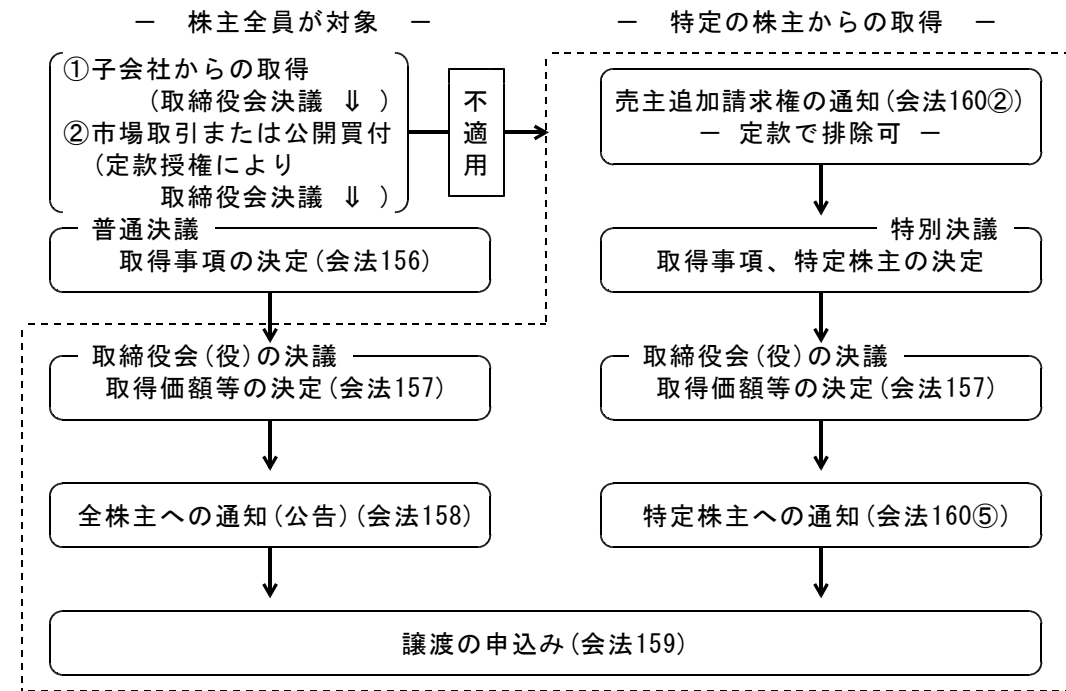 － 株主全員が対象 －
①子会社からの取得
(取締役会決議 ⇓ )
②市場取引または公開買付
(定款授権により
取締役会決議 ⇓ )
不適用
普通決議
取得事項の決定(会法156)
取締役会(役)の決議
取得価額等の決定(会法157)
全株主への通知(公告)(会法158)
－ 特定の株主からの取得 －
売主追加請求権の通知(会法160②)
－ 定款で排除可 －
特別決議
取得事項、特定株主の決定
取締役会(役)の決議
取得価額等の決定(会法157)
特定株主への通知(会法160⑤)
譲渡の申込み(会法159)